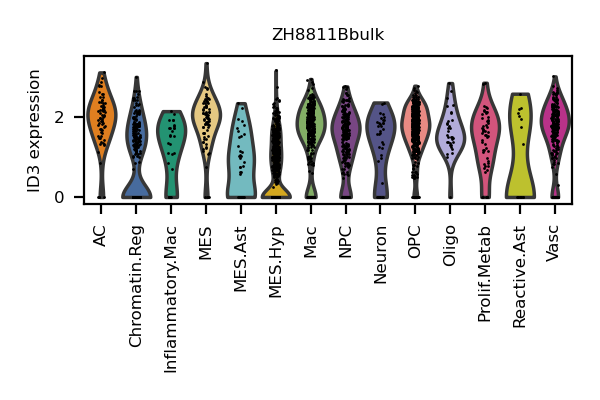 ZH8811Bbulk
ID3 expression
2
0
AC
Chromatin.Reg
Inflammatory.Mac
MES
MES.Ast
MES.Hyp
Mac
NPC
Neuron
OPC
Oligo
Prolif.Metab
Reactive.Ast
Vasc